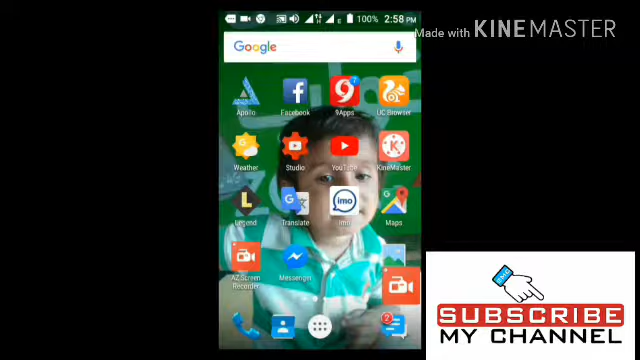 100% 2:58 PM
Made with KINEMASTER
Google
Apollo Facebook 9Apps UC Browser
Weather Studio YouTube KineMaster
Legend Translate imo Maps
AZ Screen Recorder Messenger
2
SUBSCRIBE
MY CHANNEL